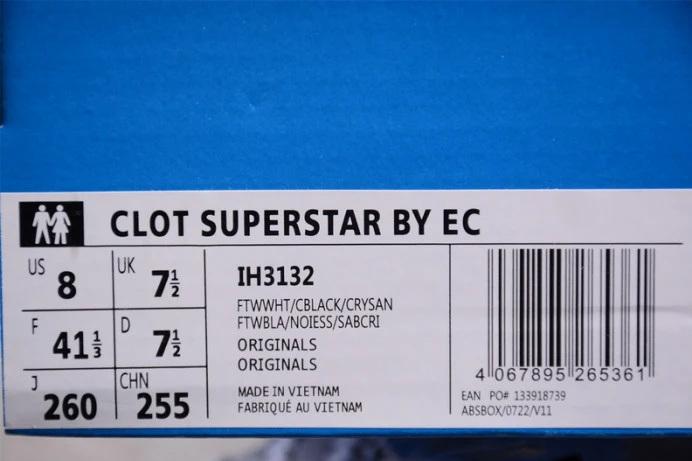 CLOT SUPERSTAR BY EC
US 8 UK 7½
F 41⅓ D 7½
J 260 CHN 255
IH3132
FTWWHT/CBLACK/CRYSAN
FTWBLA/NOIESS/SABCRI
ORIGINALS
ORIGINALS
MADE IN VIETNAM
FABRIQUÉ AU VIETNAM
4 067895 265361
EAN PO# 133918739
ABSBOX/0722/V11